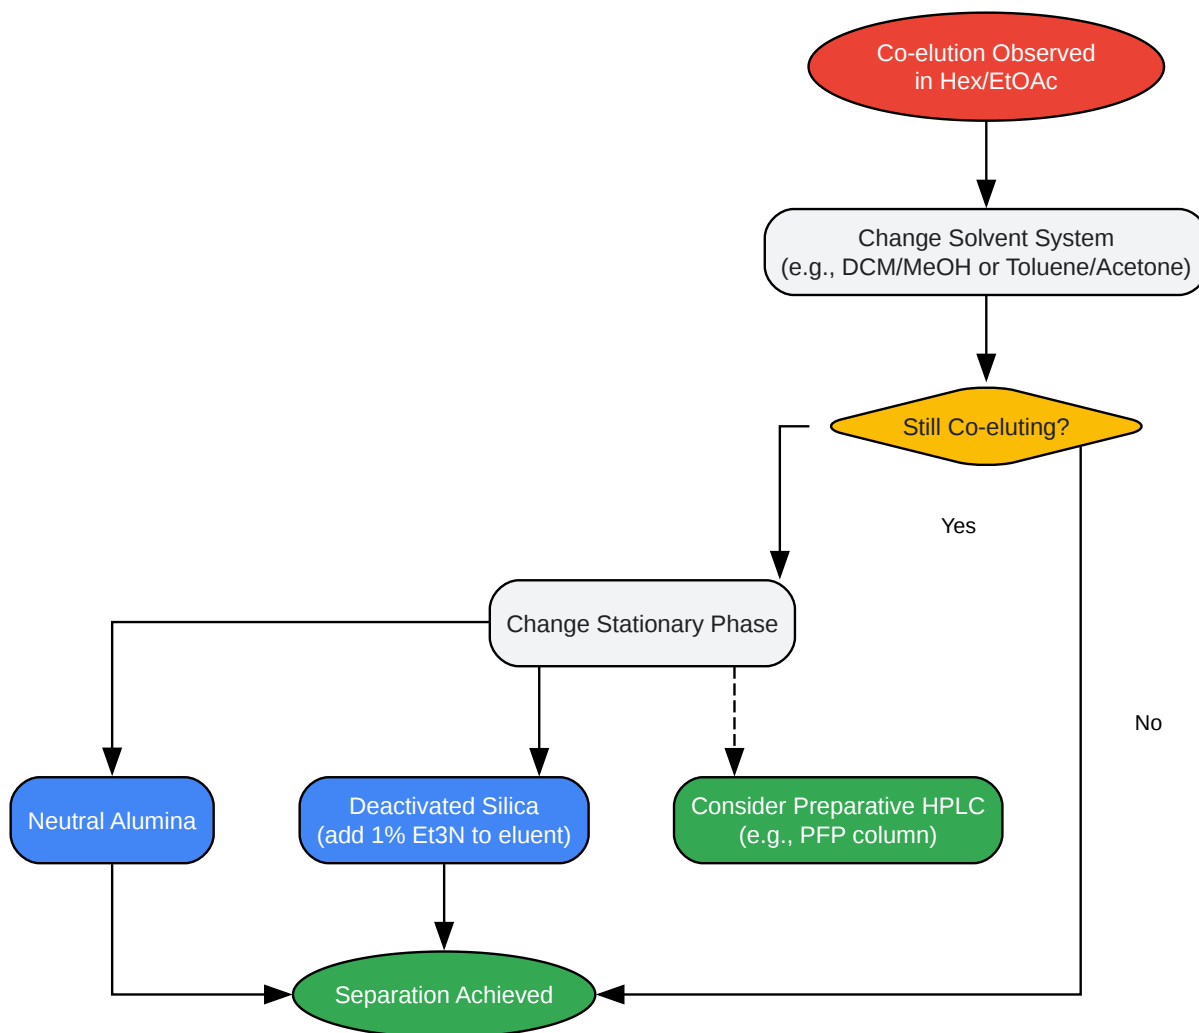 Co-elution Observed
in Hex/EtOAc
Change Solvent System
(e.g., DCM/MeOH or Toluene/Acetone)
Still Co-eluting?
Yes
Change Stationary Phase
No
Neutral Alumina
Deactivated Silica
(add 1% Et3N to eluent)
Consider Preparative HPLC
(e.g., PFP column)
Separation Achieved